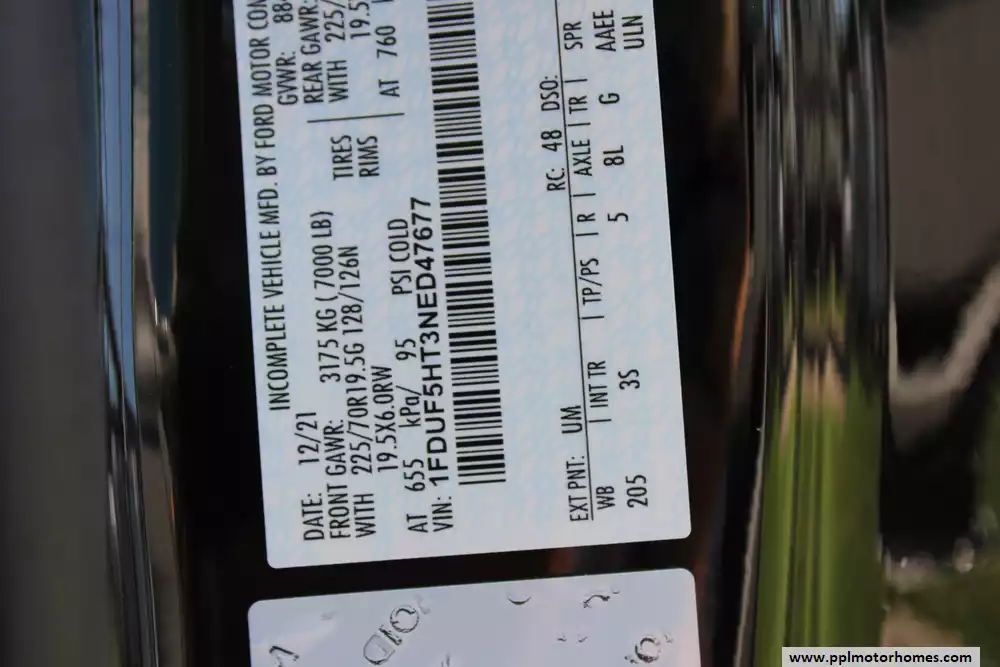 INCOMPLETE VEHICLE MFD. BY FORD MOTOR
DATE: 12/21 GVWR:
FRONT GAWR: 3175 KG ( 7000 LB) REAR GAWR:
WITH 225/70R19.5G 128/126N TIRES WITH
19.5X6.0RW RIMS
AT 655 kPa/ 95 PSI COLD AT 760
VIN: 1FDUF5HT3NED47677
EXT PNT: UM RC: 48 DSO:
WB | INT TR | TP/PS | R | AXLE | TR | SPR
205 3S 5 8L G AAEE
ULN
www.pplmotorhomes.com